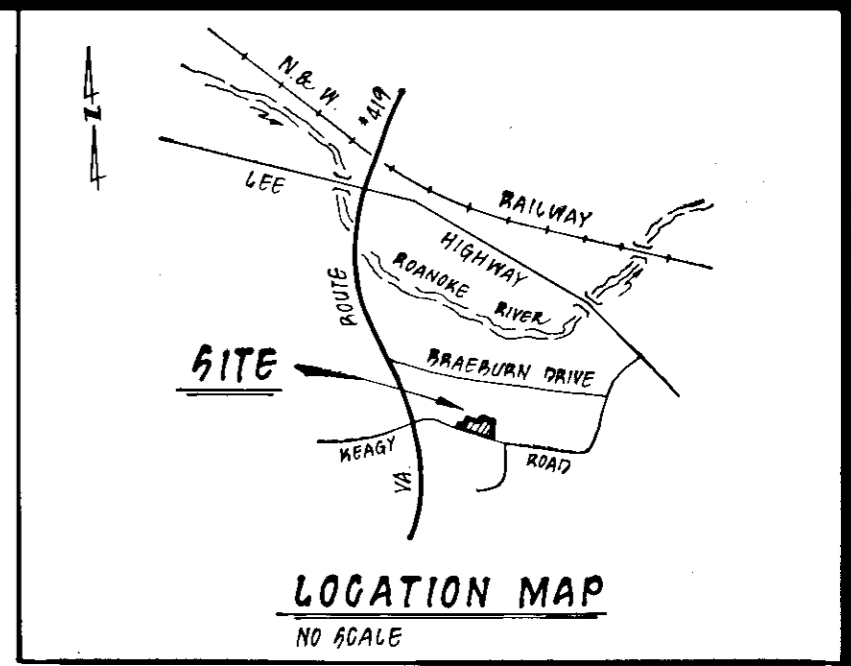 N
N. & W.
#419
LEE
RAILWAY
HIGHWAY
ROANOKE
RIVER
ROUTE
BRAEBURN DRIVE
SITE
KEAGY
ROAD
VA.
LOCATION MAP
NO SCALE